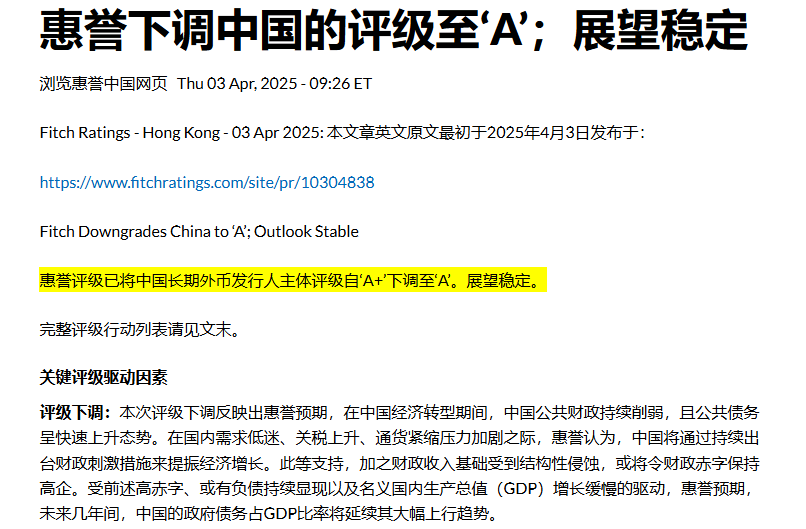 惠誉下调中国的评级至‘A’；展望稳定
浏览惠誉中国网页 Thu 03 Apr, 2025 - 09:26 ET
Fitch Ratings - Hong Kong - 03 Apr 2025: 本文章英文原文最初于2025年4月3日发布于：
https://www.fitchratings.com/site/pr/10304838
Fitch Downgrades China to ‘A’; Outlook Stable
惠誉评级已将中国长期外币发行人主体评级自‘A+’下调至‘A’。展望稳定。
完整评级行动列表请见文末。
关键评级驱动因素
评级下调：本次评级下调反映出惠誉预期，在中国经济转型期间，中国公共财政持续削弱，且公共债务
呈快速上升态势。在国内需求低迷、关税上升、通货紧缩压力加剧之际，惠誉认为，中国将通过持续出
台财政刺激措施来提振经济增长。此等支持，加之财政收入基础受到结构性侵蚀，或将令财政赤字保持
高企。受前述高赤字、或有负债持续显现以及名义国内生产总值（GDP）增长缓慢的驱动，惠誉预期，
未来几年间，中国的政府债务占GDP比率将延续其大幅上行趋势。